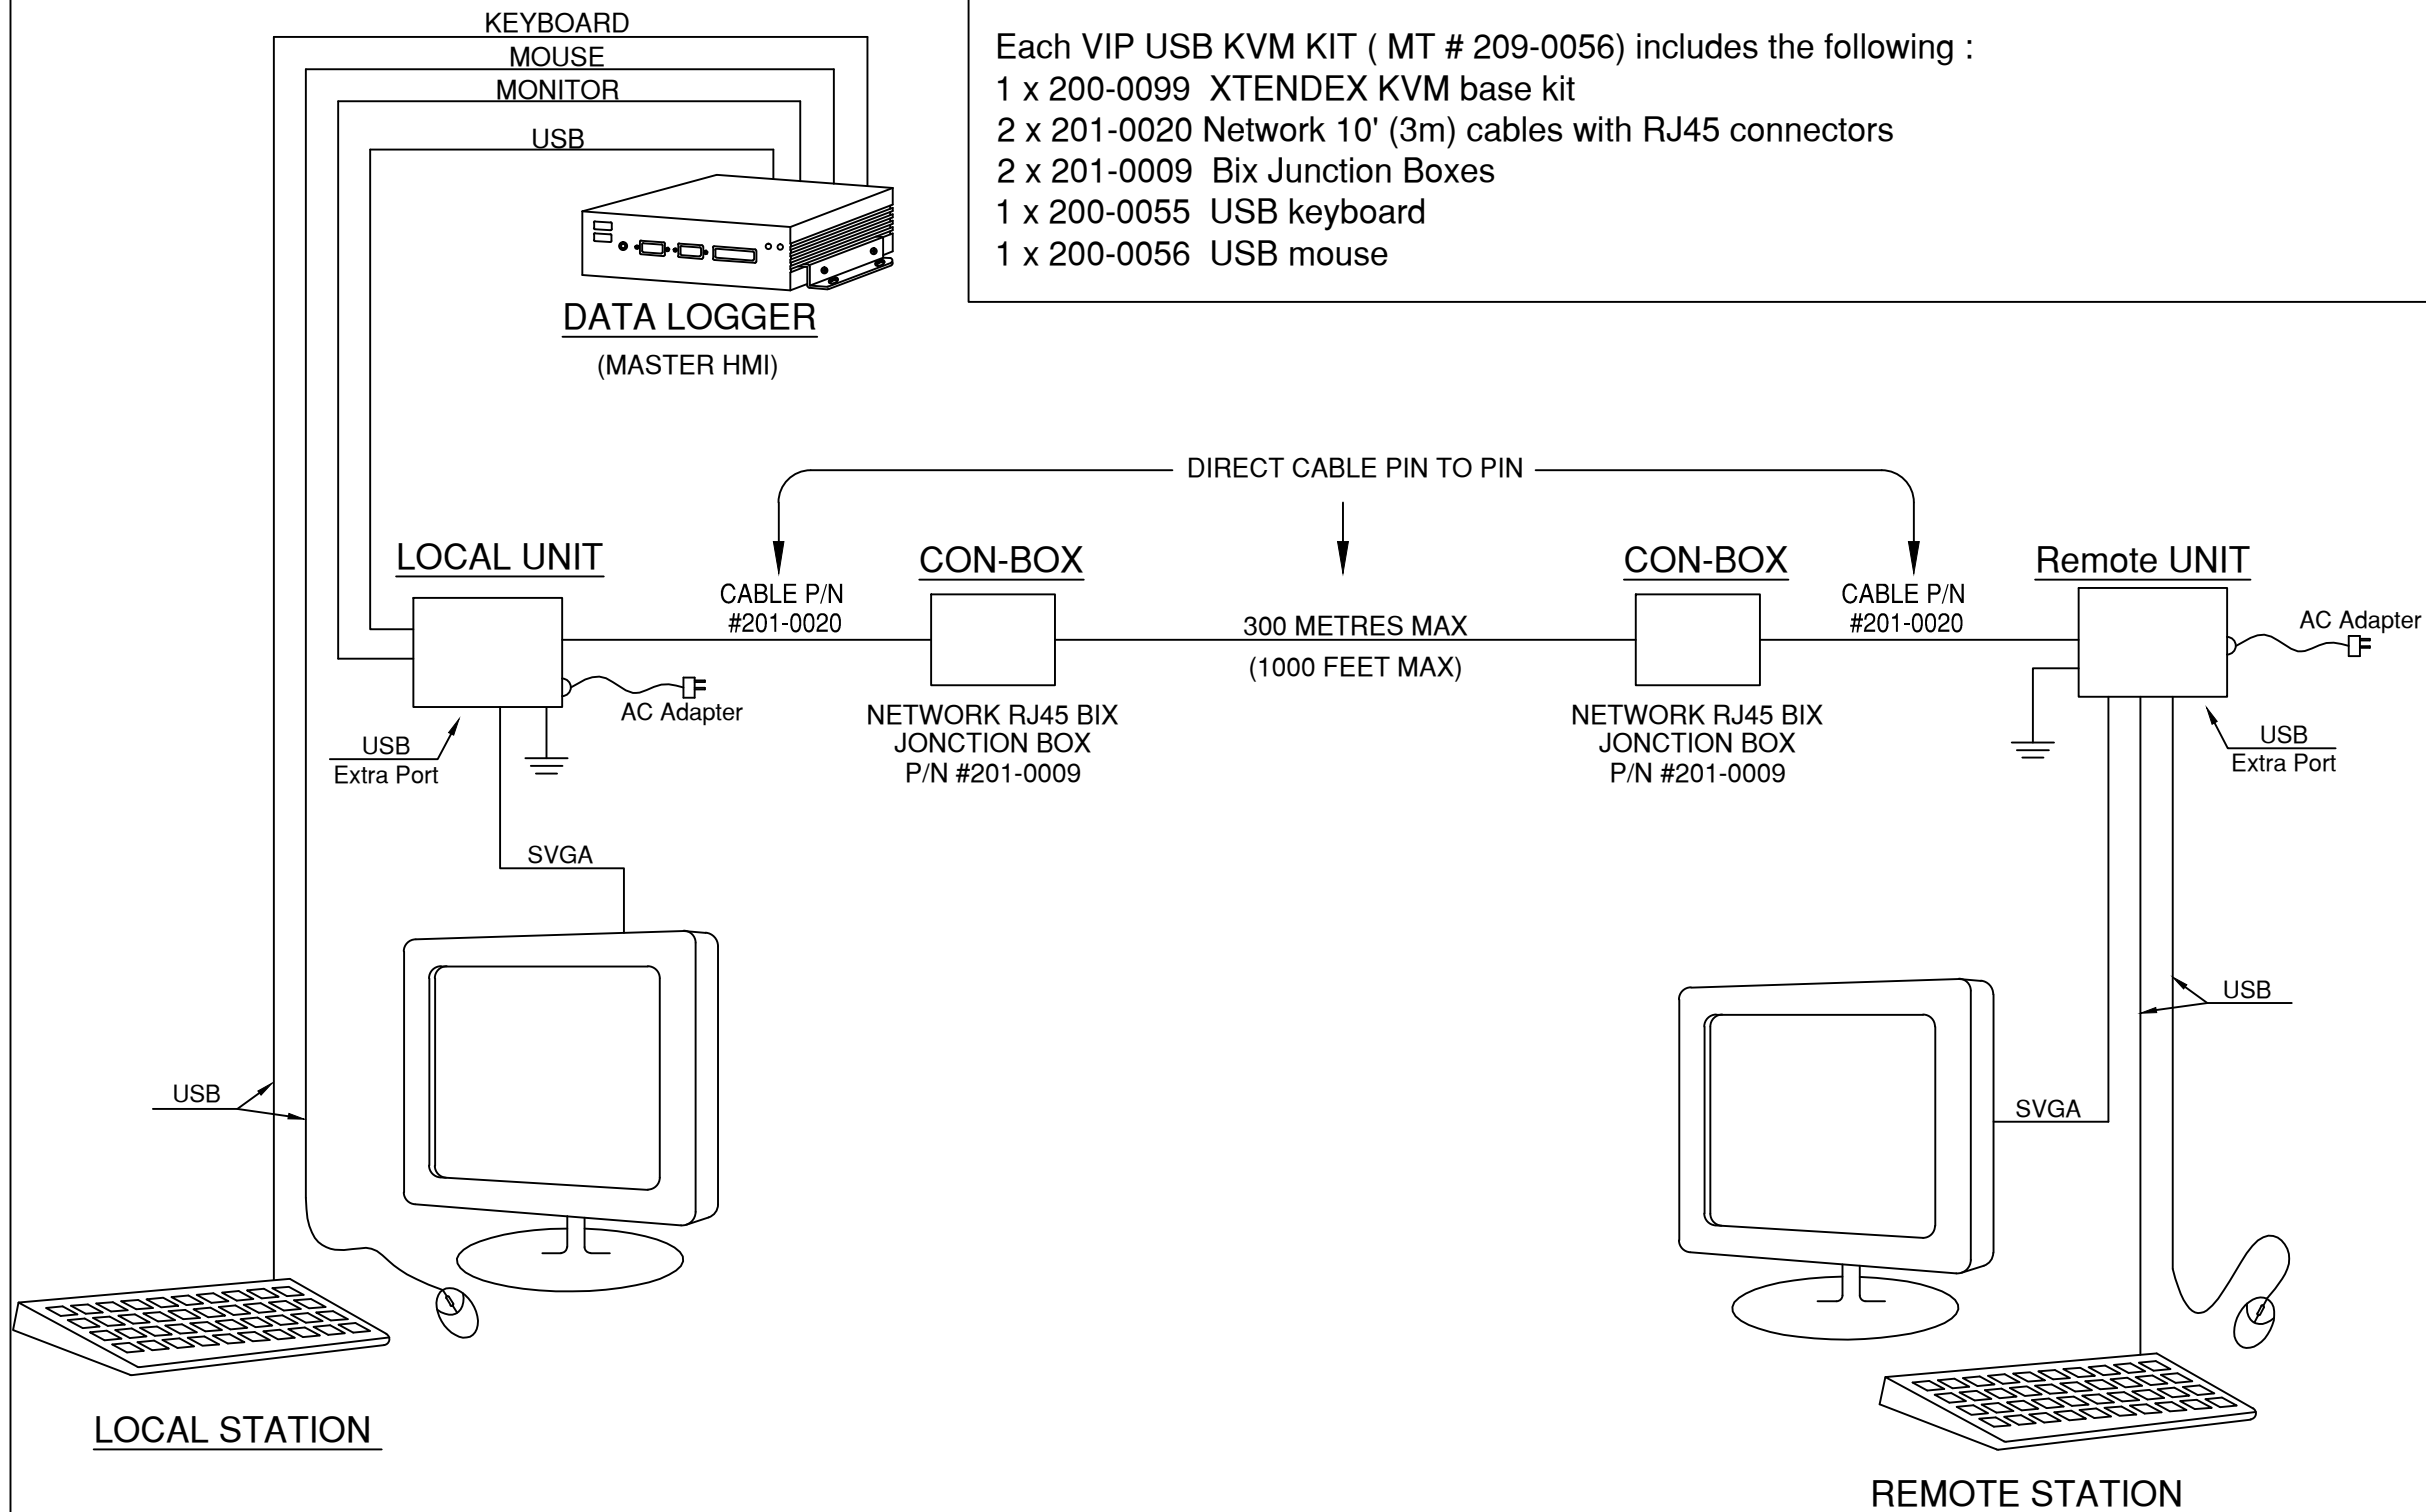 KEYBOARD
MOUSE
MONITOR
USB
DATA LOGGER
(MASTER HMI)
Each VIP USB KVM KIT ( MT # 209-0056) includes the following :
1 x 200-0099 XTENDEX KVM base kit
2 x 201-0020 Network 10' (3m) cables with RJ45 connectors
2 x 201-0009 Bix Junction Boxes
1 x 200-0055 USB keyboard
1 x 200-0056 USB mouse
DIRECT CABLE PIN TO PIN
LOCAL UNIT
CABLE P/N
#201-0020
CON-BOX
300 METRES MAX
(1000 FEET MAX)
CON-BOX
CABLE P/N
#201-0020
Remote UNIT
AC Adapter
AC Adapter
USB
Extra Port
NETWORK RJ45 BIX
JONCTION BOX
P/N #201-0009
NETWORK RJ45 BIX
JONCTION BOX
P/N #201-0009
USB
Extra Port
SVGA
USB
USB
SVGA
LOCAL STATION
REMOTE STATION